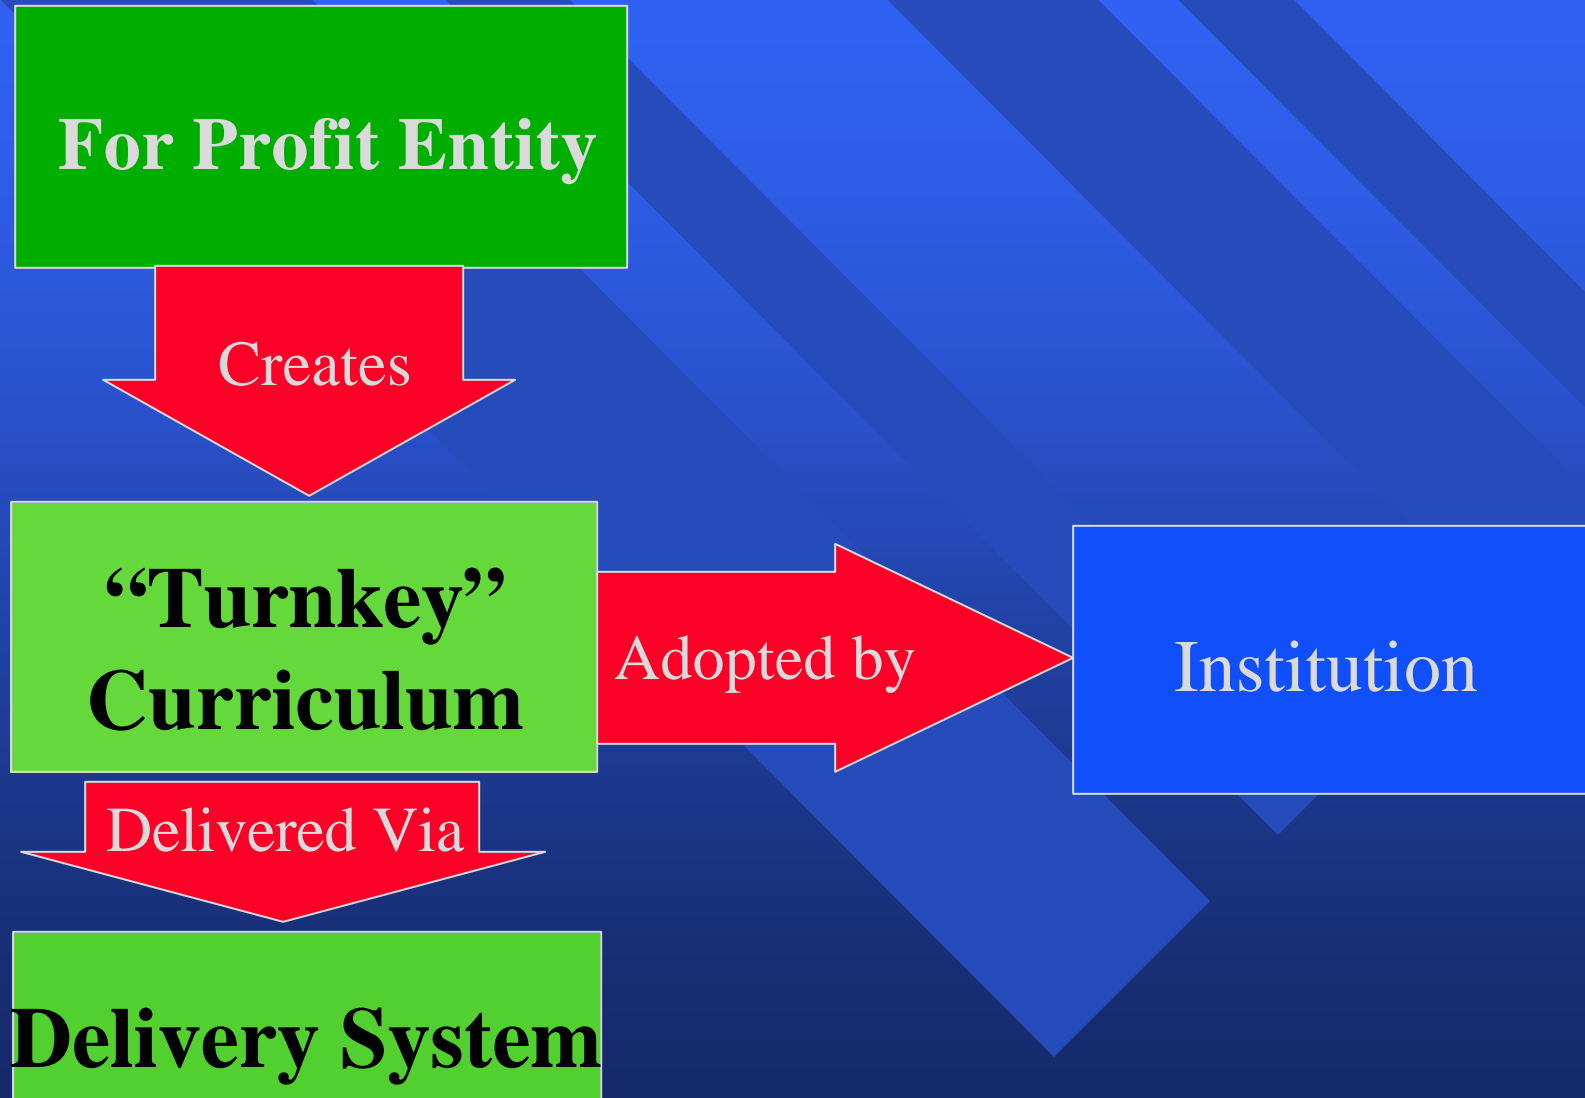 For Profit Entity
Creates
“Turnkey”
Curriculum
Adopted by
Institution
Delivered Via
Delivery System